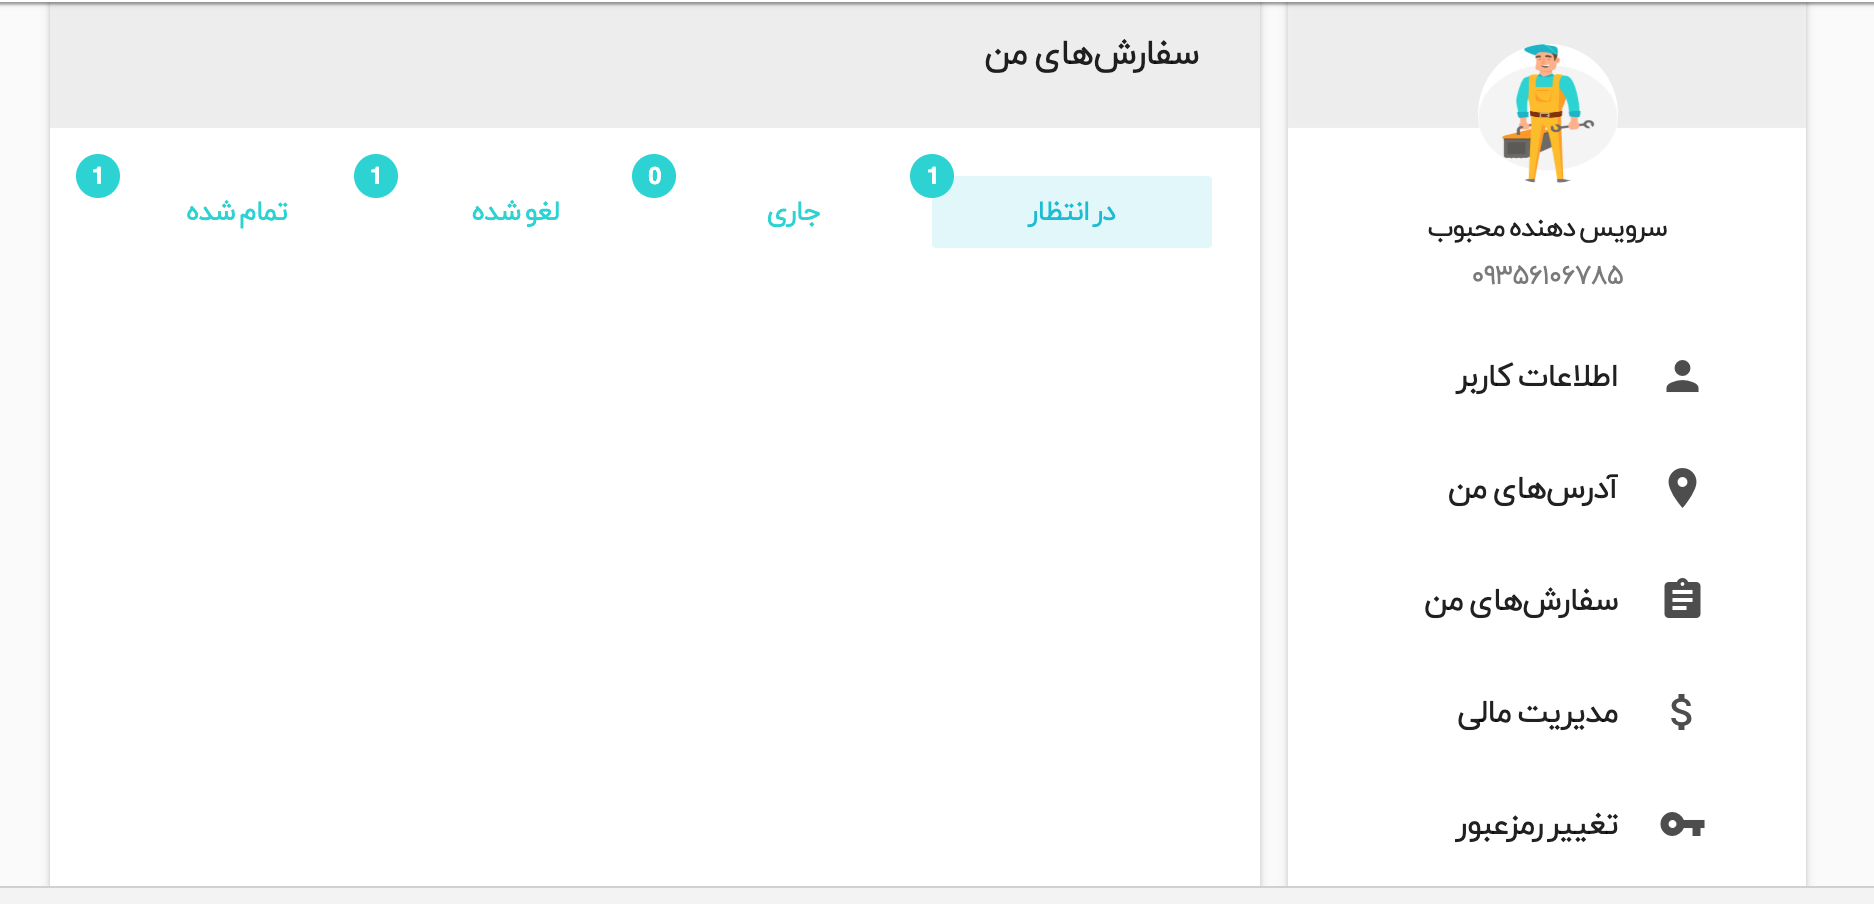 سفارش‌های من
در انتظار
1
جاری
0
لغو شده
1
تمام شده
1
سرویس دهنده محبوب
۰۹۳۵۶۱۰۶۷۸۵
اطلاعات کاربر
آدرس‌های من
سفارش‌های من
مدیریت مالی
تغییر رمزعبور